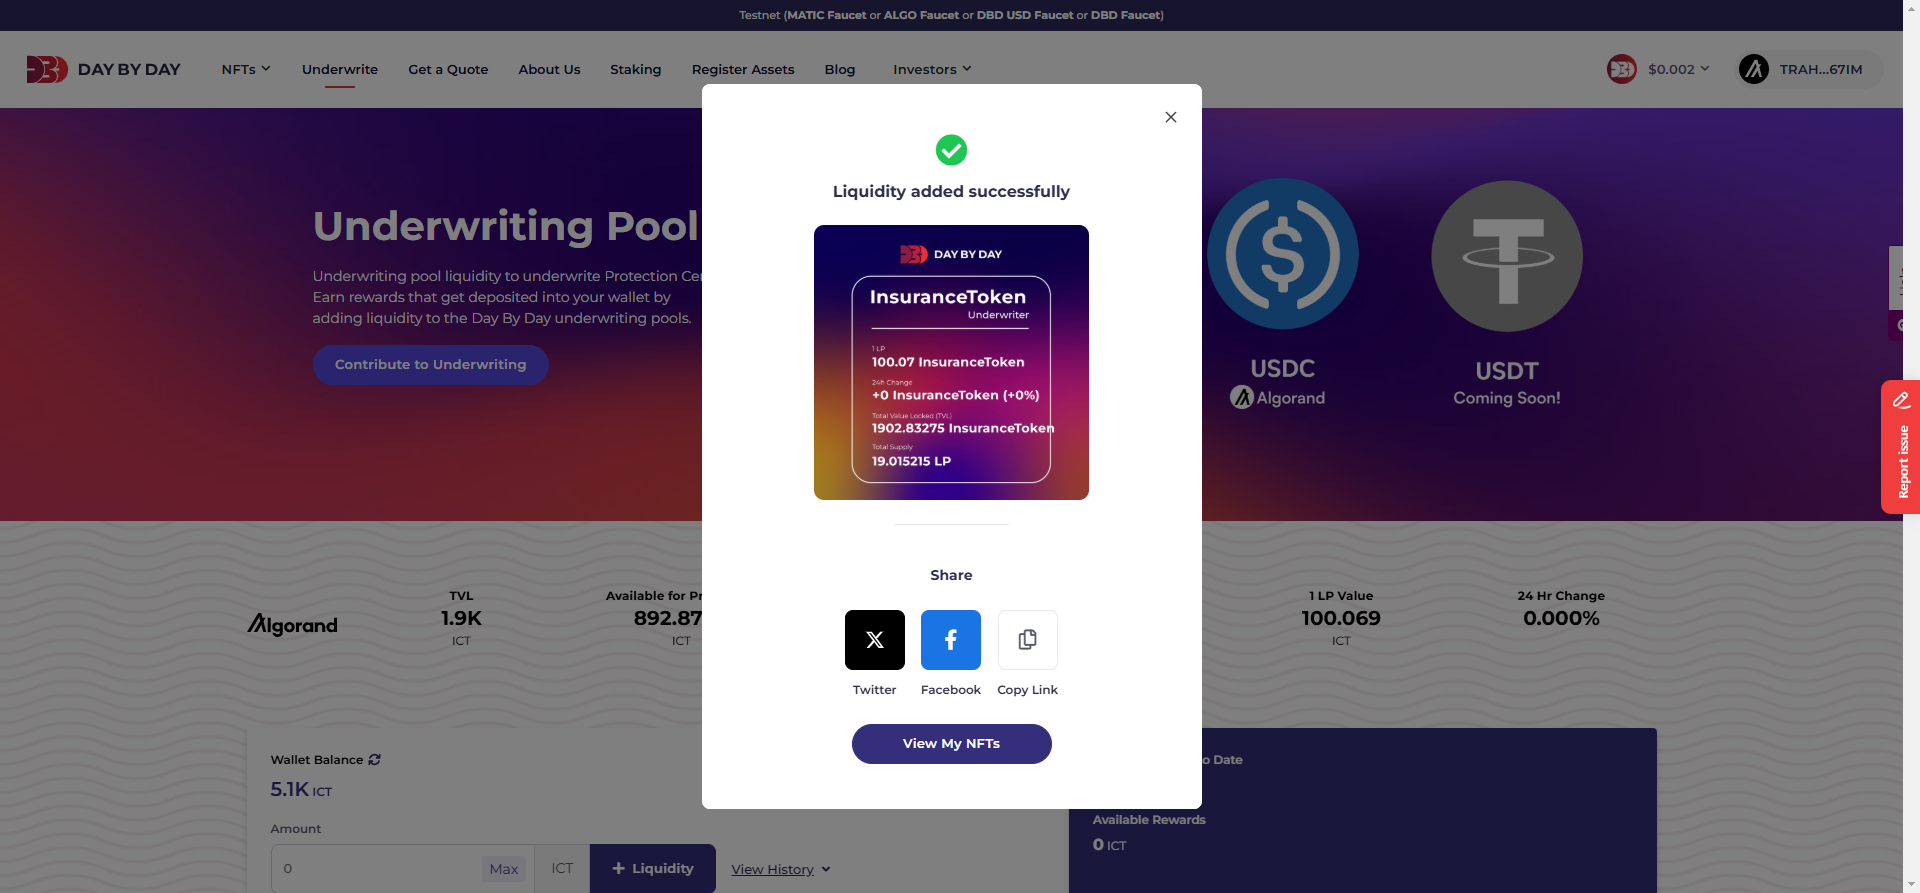 Testnet (MATIC Faucet or ALGO Faucet or DBD USD Faucet or DBD Faucet)
DAY BY DAY
NFTs
Underwrite
Get a Quote
About Us
Staking
Register Assets
Blog
Investors
$0.002
TRAH...67IM
Underwriting Pool
Underwriting pool liquidity to underwrite Protection
Earn rewards that get deposited into your wallet by
adding liquidity to the Day By Day underwriting pools.
Contribute to Underwriting
USDC
Algorand
USDT
Coming Soon!
Report issue
Liquidity added successfully
DAY BY DAY
InsuranceToken
Underwriter
1 LP
100.07 InsuranceToken
24h Change
+0 InsuranceToken (+0%)
Total Value Locked (TVL)
1902.83275 InsuranceToken
Total Supply
19.015215 LP
Share
Twitter
Facebook
Copy Link
View My NFTs
Algorand
TVL
1.9K
ICT
Available for
892.87
ICT
1 LP Value
100.069
ICT
24 Hr Change
0.000%
Wallet Balance
5.1K ICT
Amount
0
Max
ICT
+ Liquidity
View History
o Date
Available Rewards
0 ICT